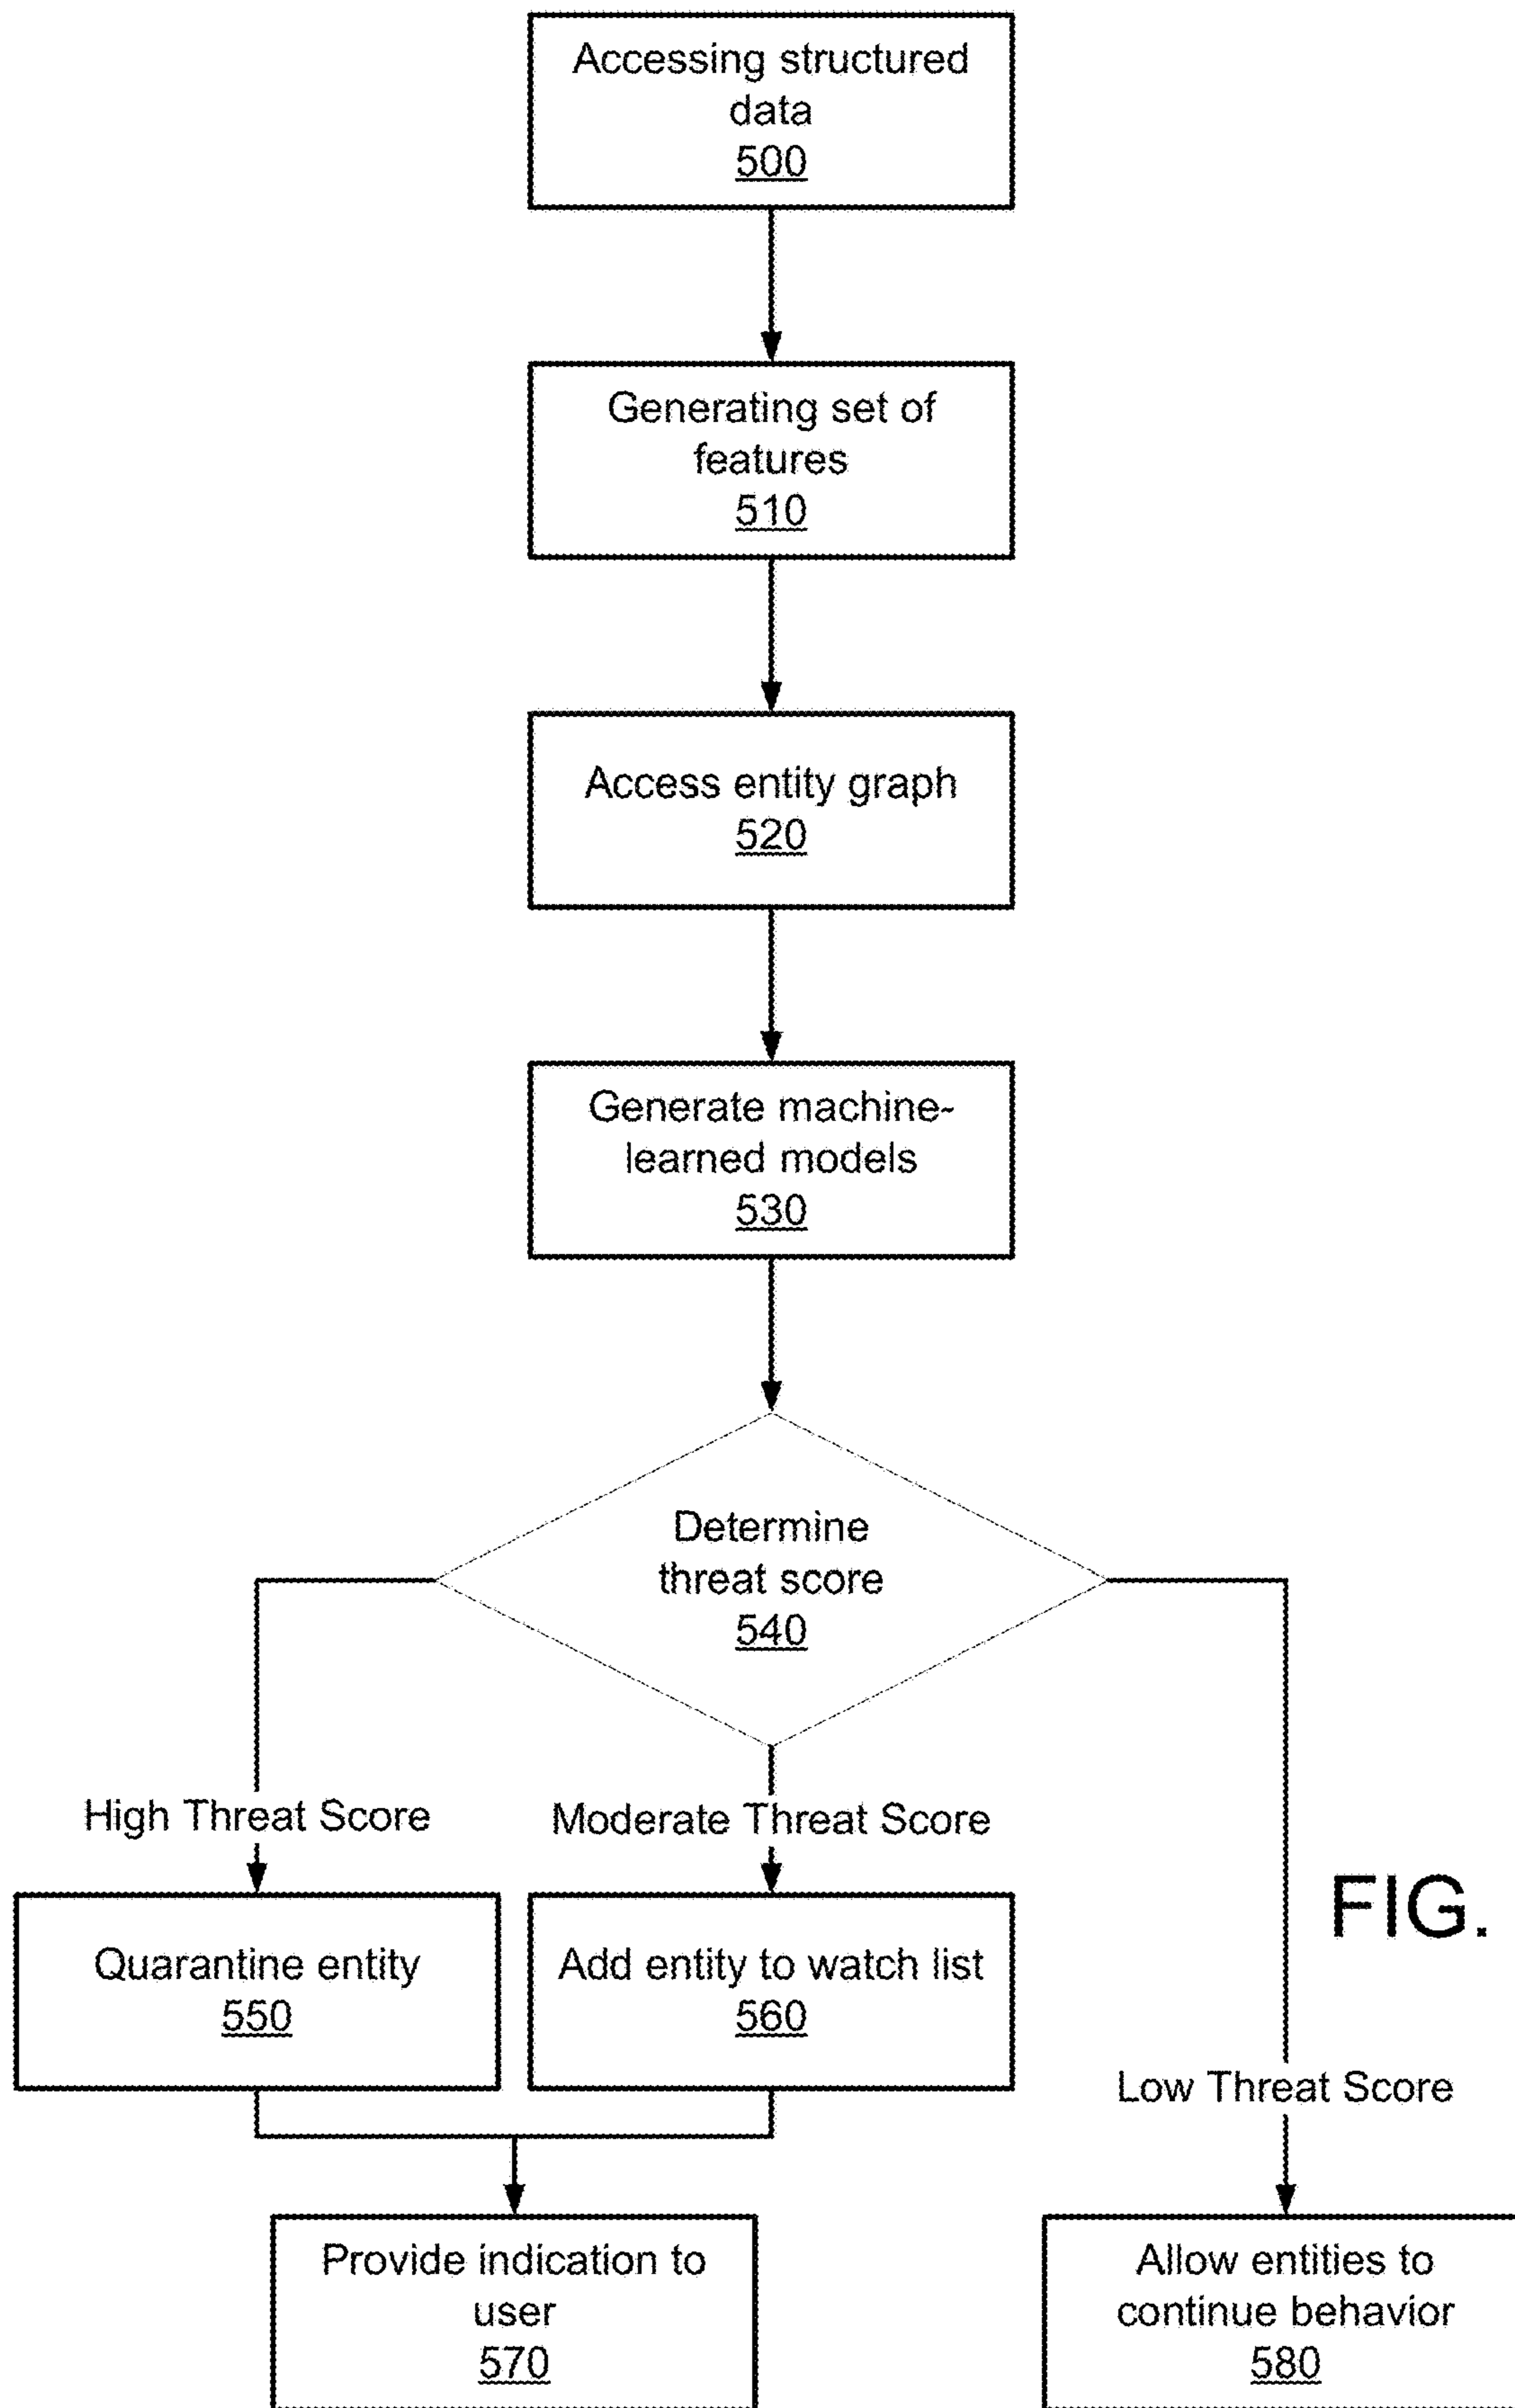 Accessing structured
data
500
Generating set of
features
510
Access entity graph
520
Generate machine-
learned models
530
Determine
threat score
540
High Threat Score
Moderate Threat Score
Quarantine entity
550
Add entity to watch list
560
FIG.
Low Threat Score
Provide indication to
user
570
Allow entities to
continue behavior
580